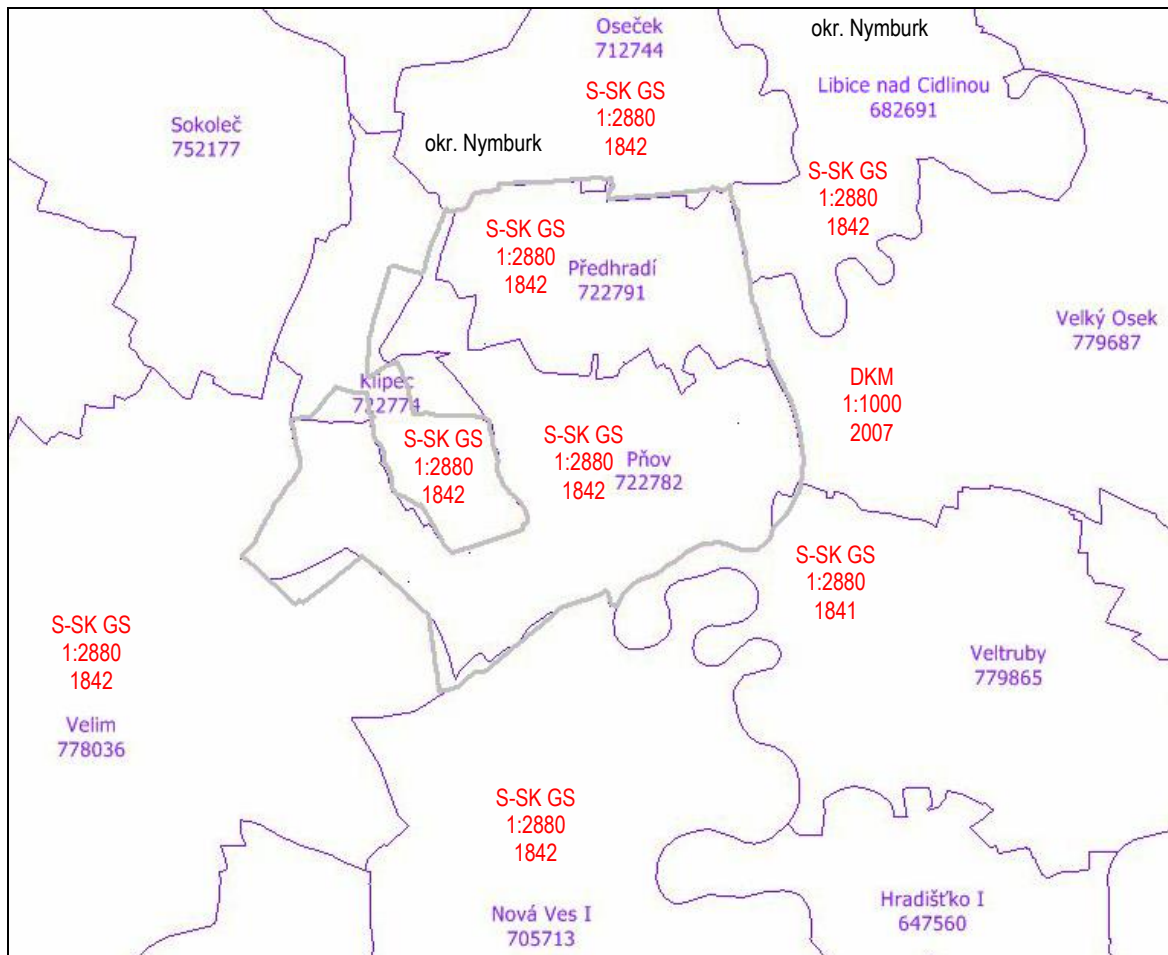 Oseček
712744
okr. Nymburk
Libice nad Cidlinou
682691
S-SK GS
1:2880
1842
Sokoleč
752177
okr. Nymburk
S-SK GS
1:2880
1842
S-SK GS
1:2880
1842
Předhradí
722791
Velký Osek
779687
DKM
1:1000
2007
Klipec
722774
S-SK GS
1:2880
1842
S-SK GS
1:2880
1842
Pňov
722782
S-SK GS
1:2880
1841
S-SK GS
1:2880
1842
Velim
778036
Veltruby
779865
S-SK GS
1:2880
1842
Nová Ves I
705713
Hradišťko I
647560